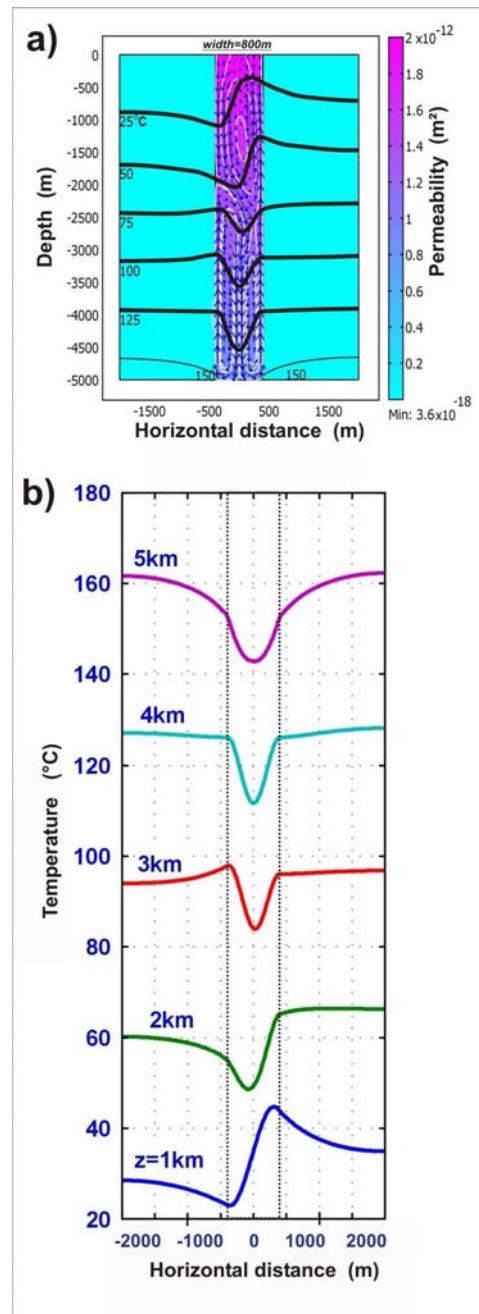 a)
width=800m
0
-500
-1000
-1500
-2000
-2500
-3000
-3500
-4000
-4500
-5000
Depth (m)
25°C
50
75
100
125
150
150
-1500
-500
500
1500
Horizontal distance (m)
2 x10⁻¹²
1.8
1.6
1.4
1.2
1
0.8
0.6
0.4
0.2
Permeability (m²)
Min: 3.6x10⁻¹⁸
b)
180
160
140
120
100
80
60
40
20
Temperature (°C)
5km
4km
3km
2km
z=1km
-2000
-1000
0
1000
2000
Horizontal distance (m)